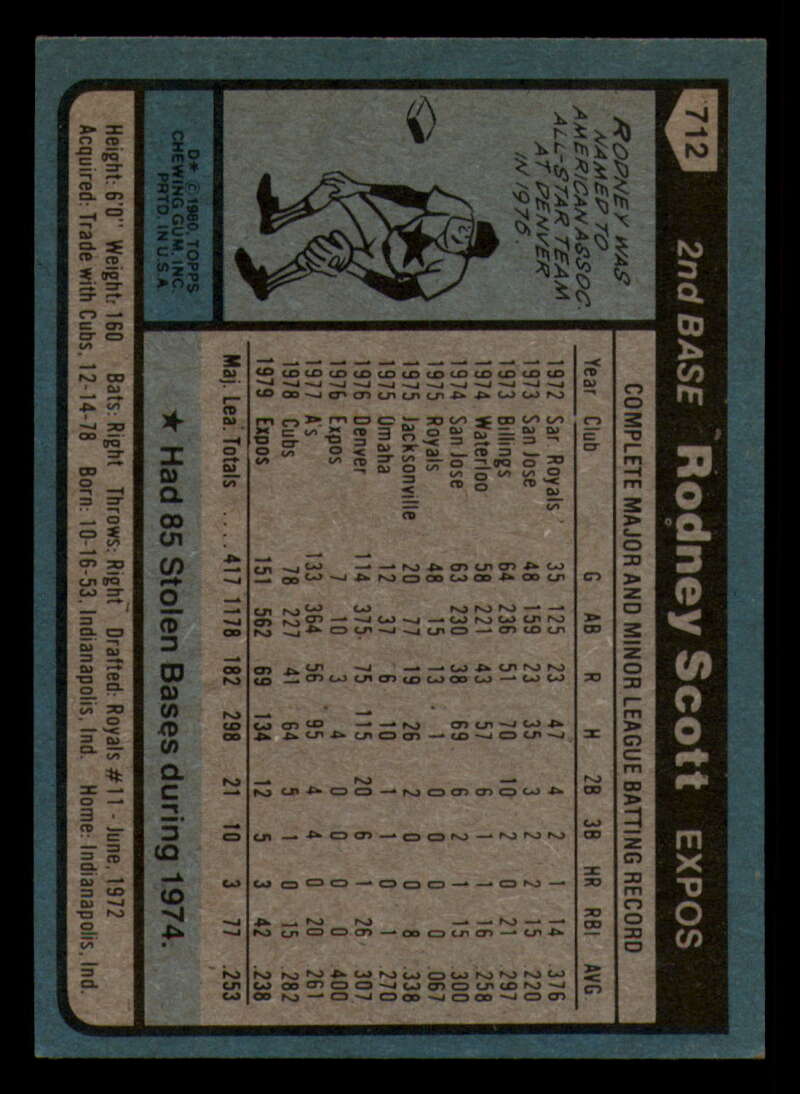 712 2nd BASE Rodney Scott EXPOS
RODNEY WAS
NAMED TO
AMERICAN ASSOC.
ALL-STAR TEAM
AT DENVER
IN 1976.
D* © 1980, TOPPS
CHEWING GUM, INC.
PRTD. IN U.S.A
COMPLETE MAJOR AND MINOR LEAGUE BATTING RECORD
Year Club G AB R H 2B 3B HR RBI AVG
1972 Sar. Royals 35 125 23 47 4 2 1 14 .376
1973 San Jose 48 159 23 35 3 2 2 15 .220
1973 Billings 64 236 51 70 10 2 0 21 .297
1974 Waterloo 58 221 43 57 6 1 1 16 .258
1974 San Jose 63 230 38 69 6 2 1 15 .300
1975 Royals 48 15 13 1 0 0 0 0 .067
1975 Jacksonville 20 77 19 26 2 0 0 8 .338
1975 Omaha 12 37 6 10 1 1 0 1 .270
1976 Denver 114 375 75 115 20 6 1 26 .307
1976 Expos 7 10 3 4 0 0 0 0 .400
1977 A's 133 364 56 95 4 4 0 20 .261
1978 Cubs 78 227 41 64 5 1 0 15 .282
1979 Expos 151 562 69 134 12 5 3 42 .238
Maj. Lea. Totals .... 417 1178 182 298 21 10 3 77 .253
★ Had 85 Stolen Bases during 1974.
Height: 6'0" Weight: 160 Bats: Right Throws: Right Drafted: Royals #11 - June, 1972
Acquired: Trade with Cubs, 12-14-78 Born: 10-16-53, Indianapolis, Ind. Home: Indianapolis, Ind.